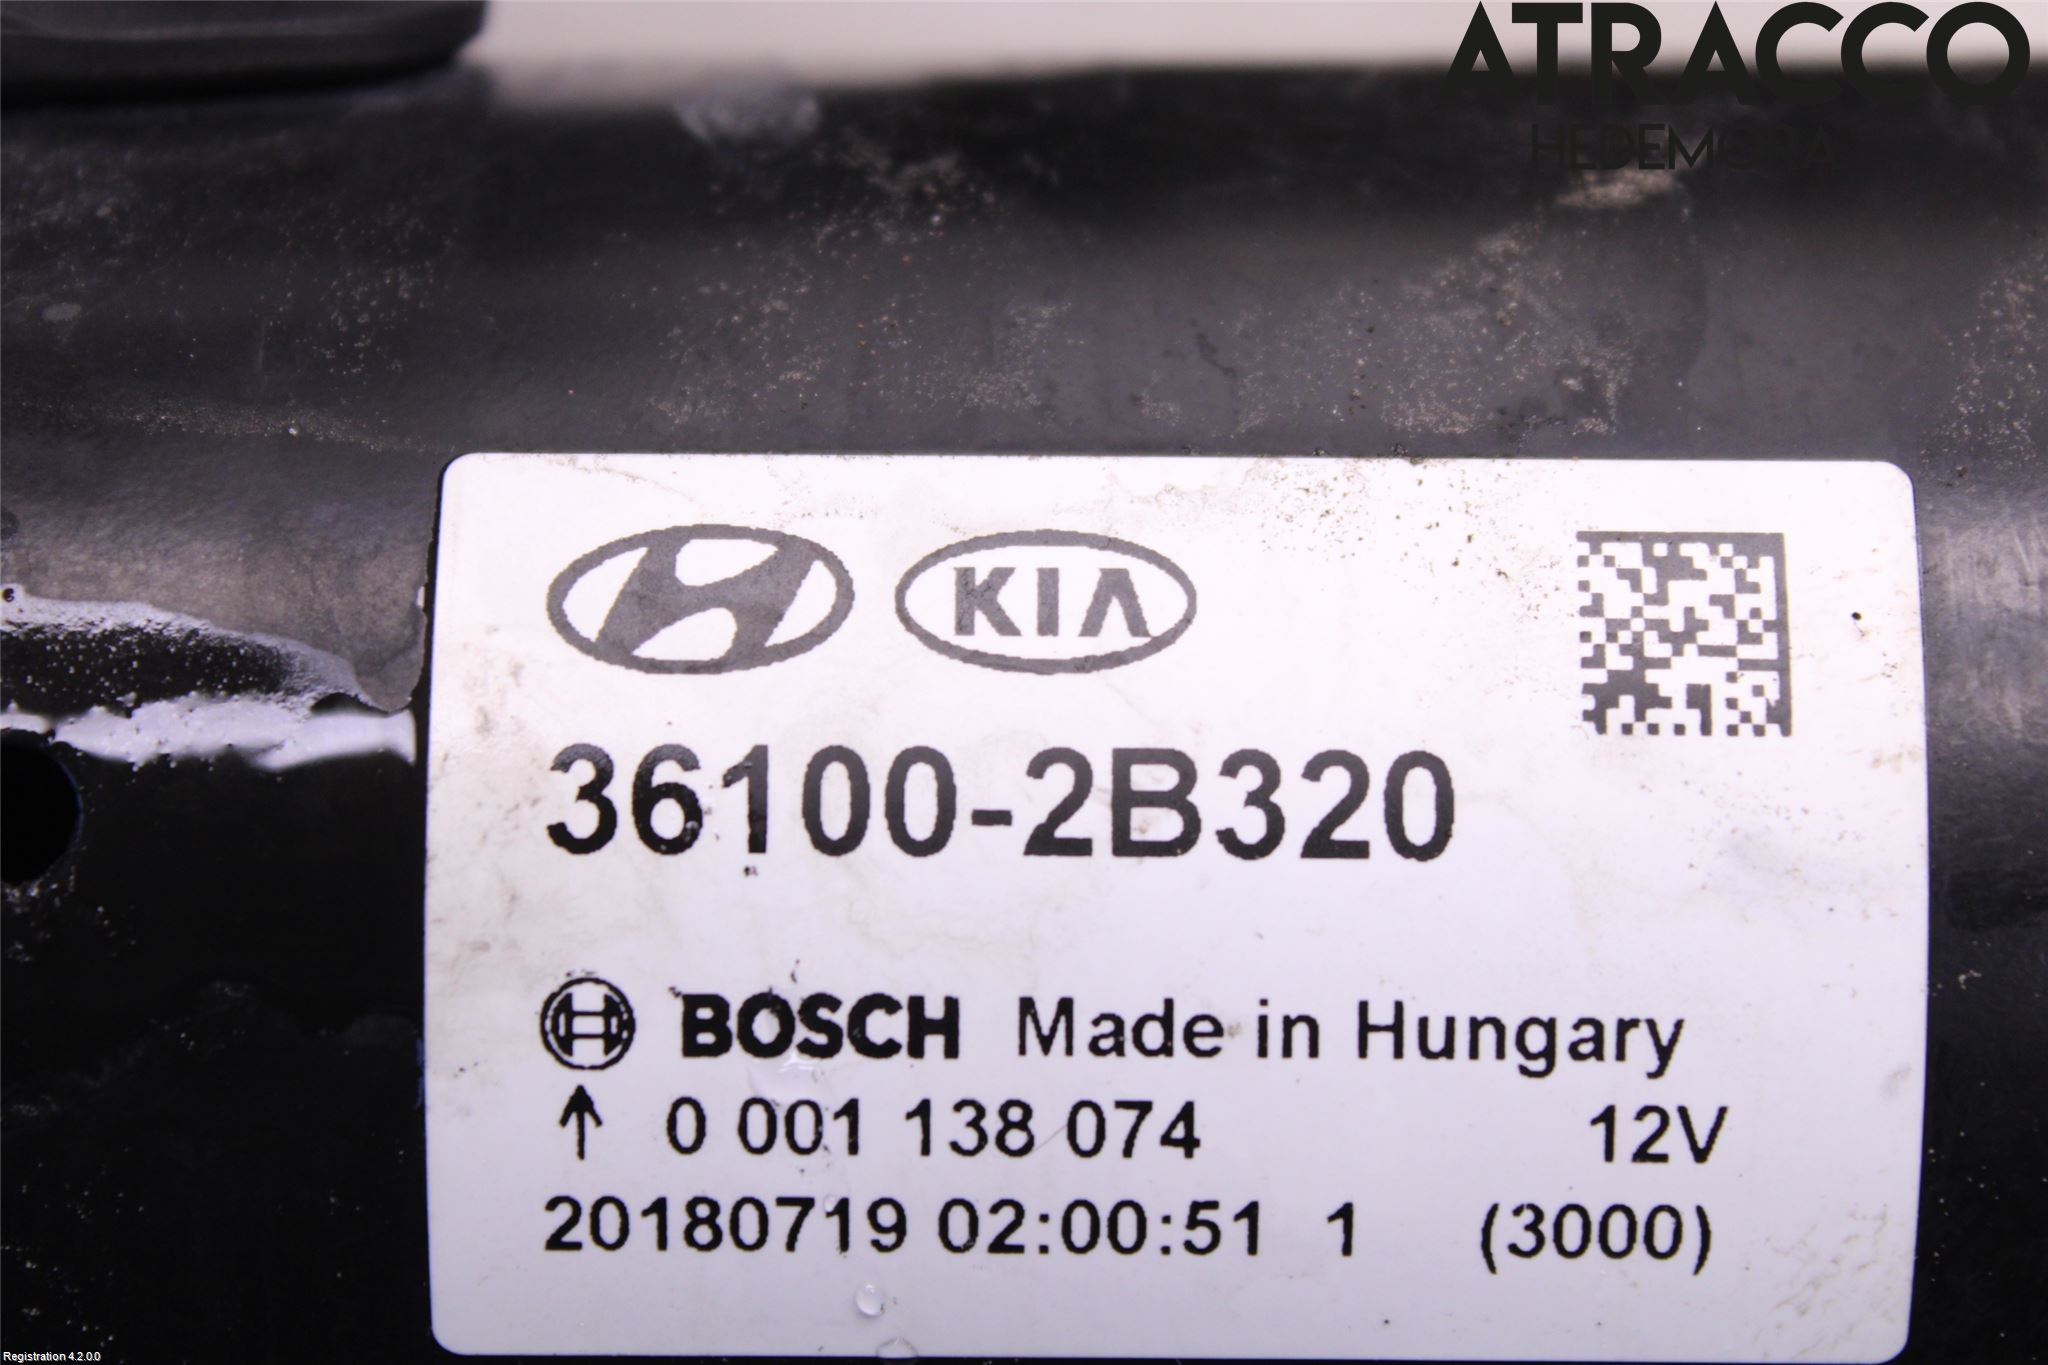 ATRACCO
HEDEMORA
KIA
36100-2B320
BOSCH Made in Hungary
↑ 0 001 138 074 12V
20180719 02:00:51 1 (3000)
Registration 4.2.0.0